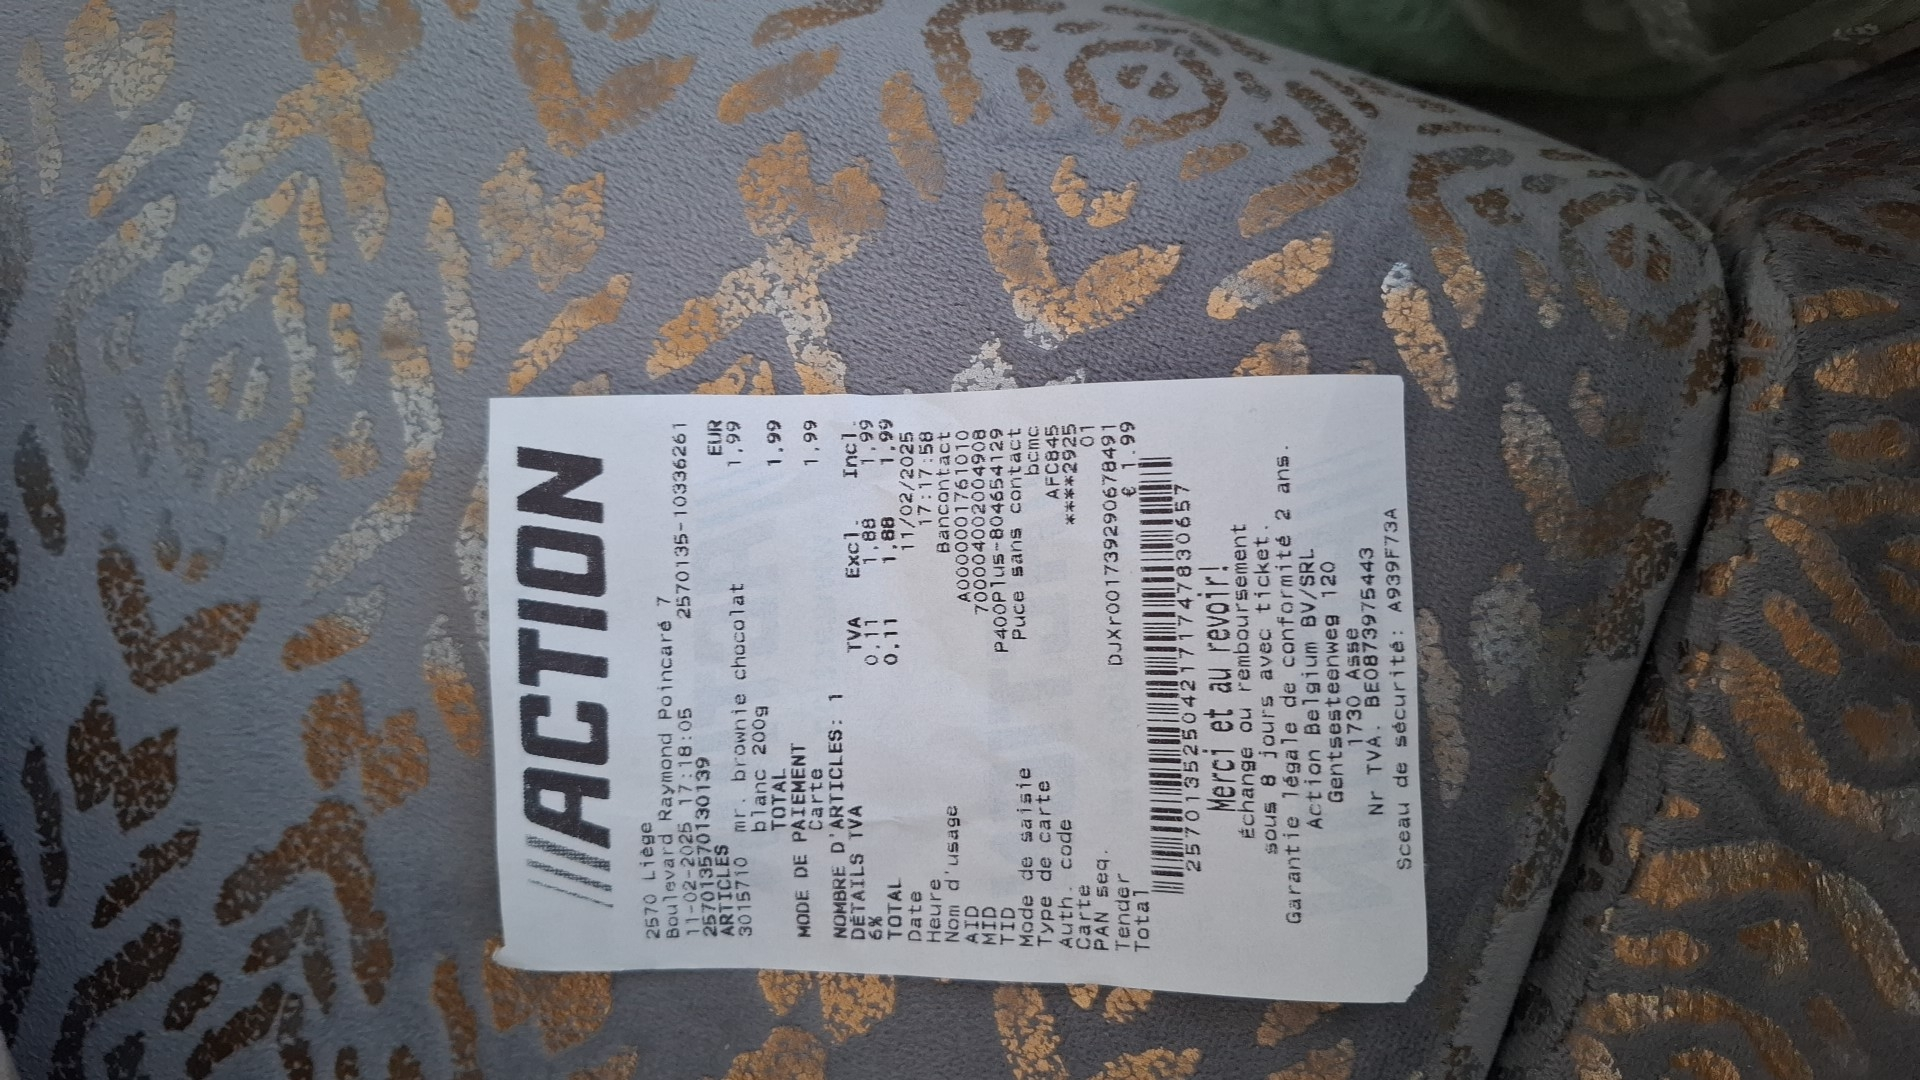 ///ACTION
2570 Liège
Boulevard Raymond Poincaré 7
11-02-2025 17:18:05 2570135-10336261
257013570130139
ARTICLES EUR
3015710 mr. brownie chocolat 1,99
blanc 200g
TOTAL 1,99
MODE DE PAIEMENT
Carte 1,99
NOMBRE D'ARTICLES: 1
DÉTAILS TVA TVA Excl. Incl.
6% 0,11 1,88 1,99
TOTAL 0,11 1,88 1,99
Date 11/02/2025
Heure 17:17:58
Nom d'usage Bancontact
AID A0000001761010
MID 700004002004908
TID P400Plus-804654129
Mode de saisie Puce sans contact
Type de carte bcmc
Auth. code AFC845
Carte ****2925
PAN seq. 01
Tender DJXr001739290678491
Total € 1.99
25701352504217174783​0657
Merci et au revoir!
Échange ou remboursement
sous 8 jours avec ticket.
Garantie légale de conformité 2 ans.
Action Belgium BV/SRL
Gentsesteenweg 120
1730 Asse
Nr TVA. BE0873975443
Sceau de sécurité: A939F73A